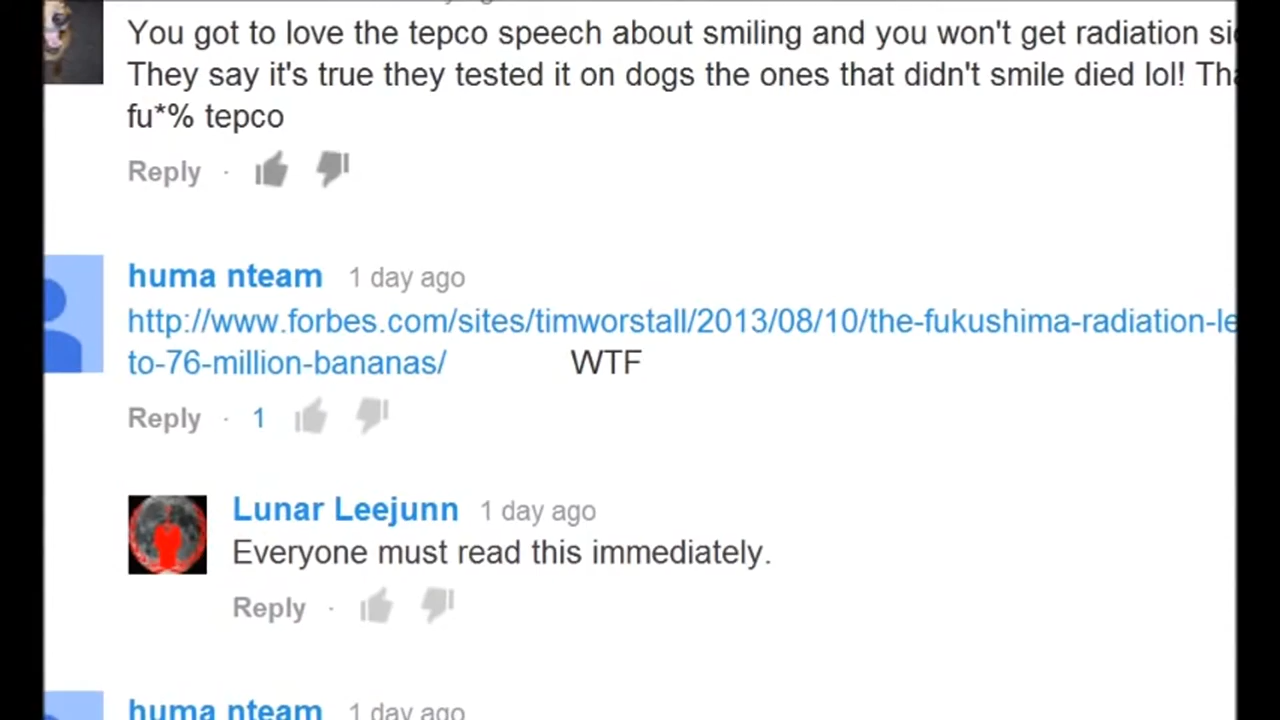 You got to love the tepco speech about smiling and you won't get radiation
They say it's true they tested it on dogs the ones that didn't smile died lol!
fu*% tepco
Reply ·
huma nteam 1 day ago
http://www.forbes.com/sites/timworstall/2013/08/10/the-fukushima-radiation-le
to-76-million-bananas/ WTF
Reply · 1
Lunar Leejunn 1 day ago
Everyone must read this immediately.
Reply ·
huma nteam 1 day ago